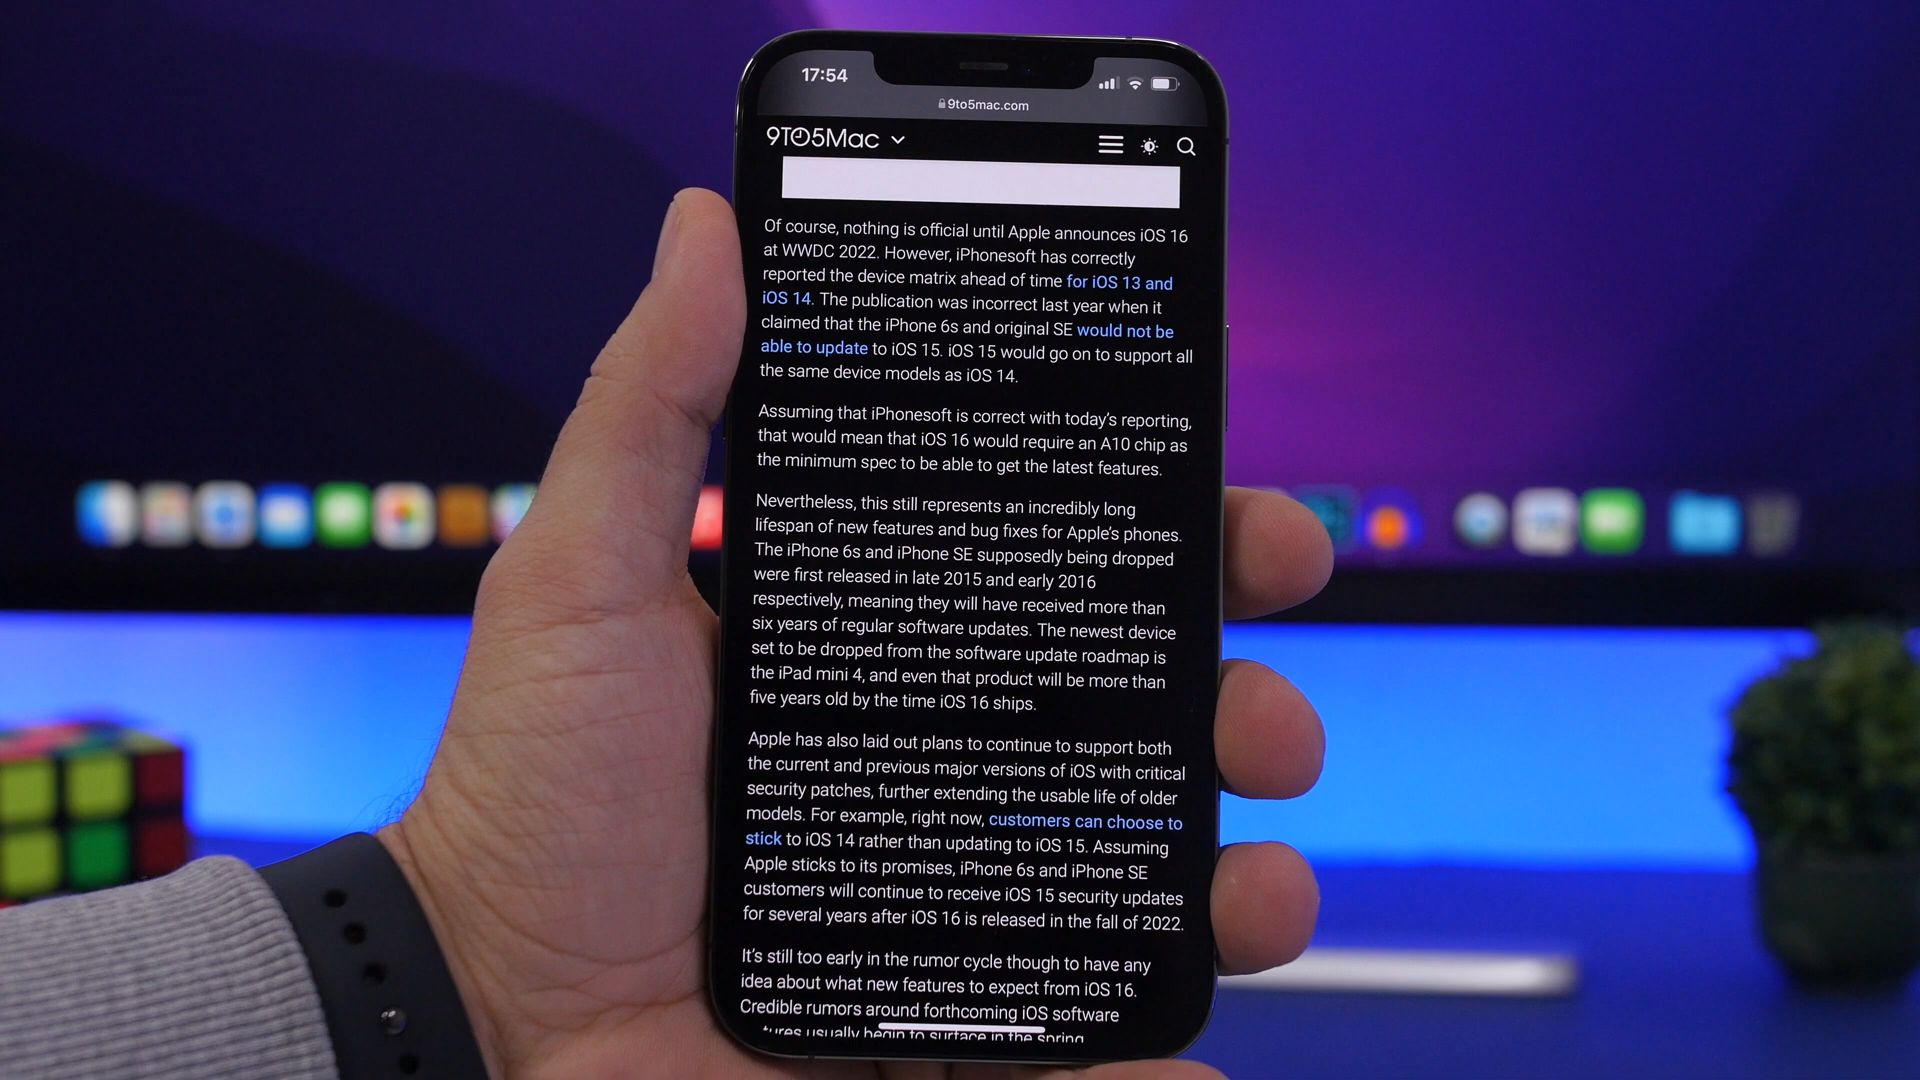 17:54
9to5mac.com
9TO5Mac
Of course, nothing is official until Apple announces iOS 16
at WWDC 2022. However, iPhonesoft has correctly
reported the device matrix ahead of time for iOS 13 and
iOS 14. The publication was incorrect last year when it
claimed that the iPhone 6s and original SE would not be
able to update to iOS 15. iOS 15 would go on to support all
the same device models as iOS 14.
Assuming that iPhonesoft is correct with today's reporting,
that would mean that iOS 16 would require an A10 chip as
the minimum spec to be able to get the latest features.
Nevertheless, this still represents an incredibly long
lifespan of new features and bug fixes for Apple's phones.
The iPhone 6s and iPhone SE supposedly being dropped
were first released in late 2015 and early 2016
respectively, meaning they will have received more than
six years of regular software updates. The newest device
set to be dropped from the software update roadmap is
the iPad mini 4, and even that product will be more than
five years old by the time iOS 16 ships.
Apple has also laid out plans to continue to support both
the current and previous major versions of iOS with critical
security patches, further extending the usable life of older
models. For example, right now, customers can choose to
stick to iOS 14 rather than updating to iOS 15. Assuming
Apple sticks to its promises, iPhone 6s and iPhone SE
customers will continue to receive iOS 15 security updates
for several years after iOS 16 is released in the fall of 2022.
It's still too early in the rumor cycle though to have any
idea about what new features to expect from iOS 16.
Credible rumors around forthcoming iOS software
usually begin to surface in the spring